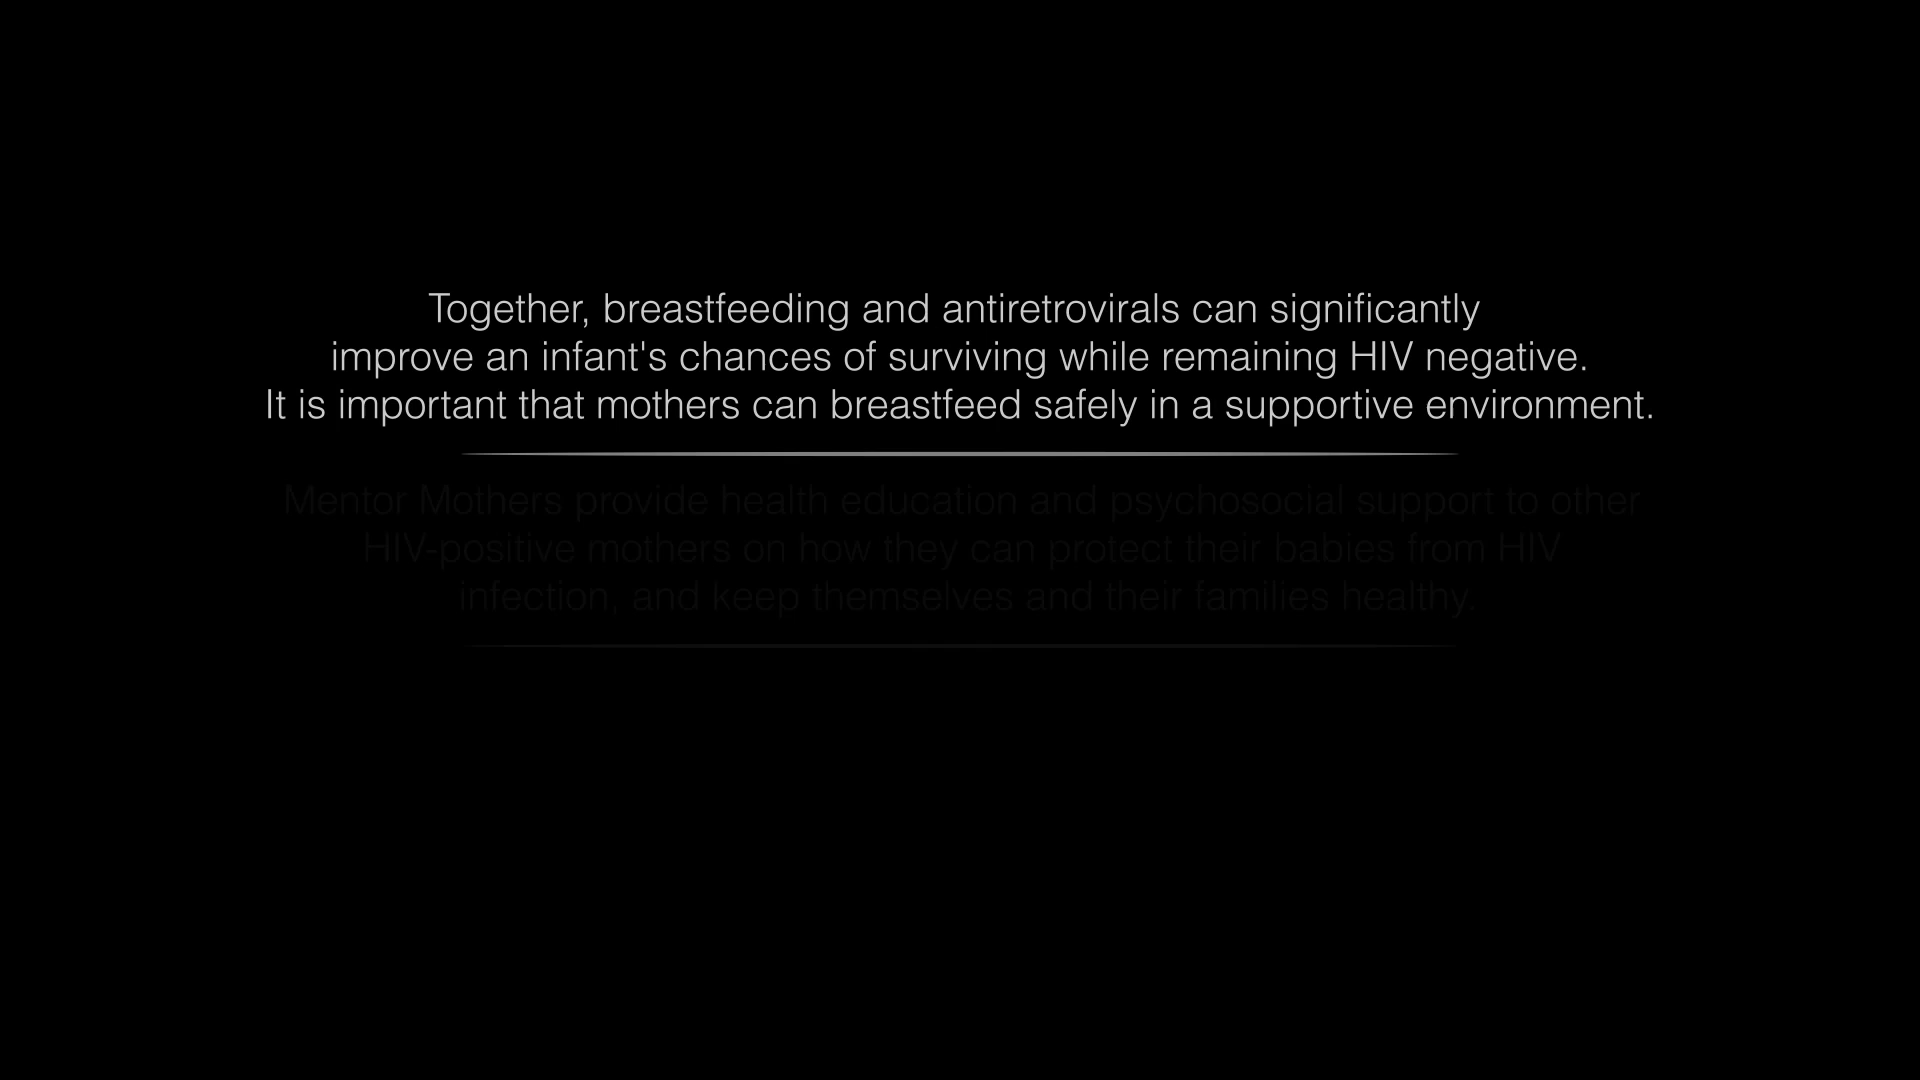 Together, breastfeeding and antiretrovirals can significantly
improve an infant's chances of surviving while remaining HIV negative.
It is important that mothers can breastfeed safely in a supportive environment.
Mentor Mothers provide health education and psychosocial support to other
HIV-positive mothers on how they can protect their babies from HIV
infection, and keep themselves and their families healthy.